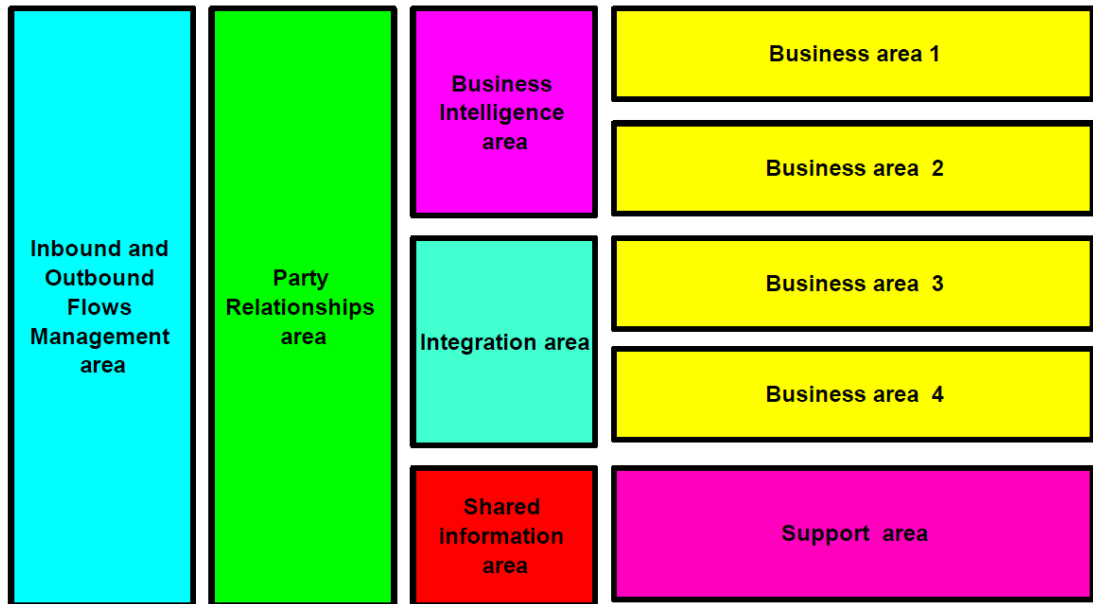 Inbound and
Outbound
Flows
Management
area
Party
Relationships
area
Business
Intelligence
area
Integration area
Shared
information
area
Business area 1
Business area  2
Business area  3
Business area  4
Support  area